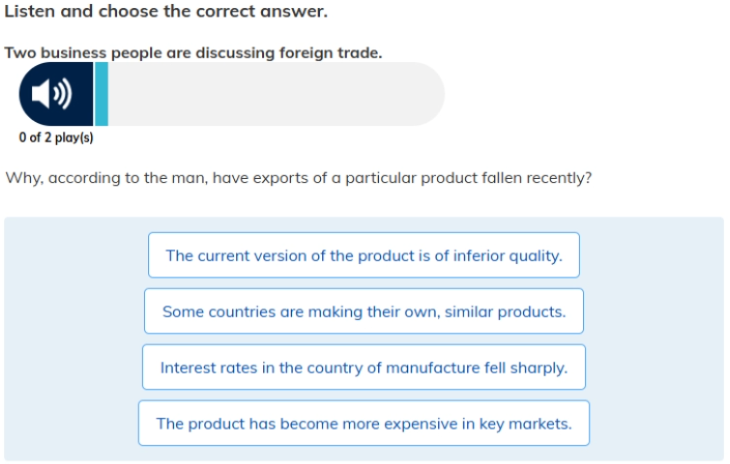 Listen and choose the correct answer.
Two business people are discussing foreign trade.
0 of 2 play(s)
Why, according to the man, have exports of a particular product fallen recently?
The current version of the product is of inferior quality.
Some countries are making their own, similar products.
Interest rates in the country of manufacture fell sharply.
The product has become more expensive in key markets.